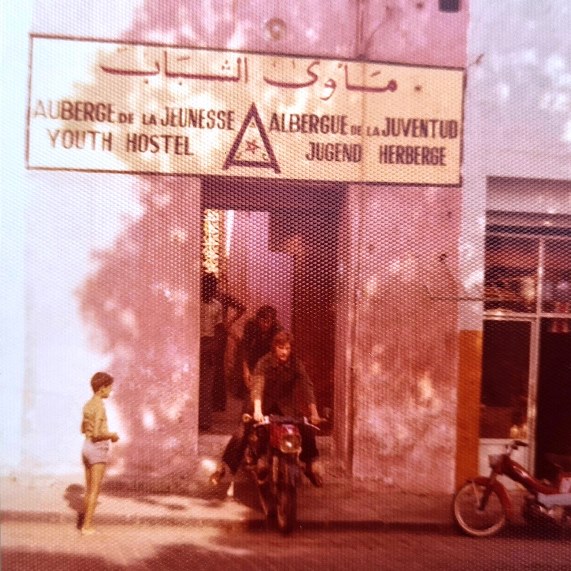 مأوى الشباب
AUBERGE DE LA JEUNESSE
YOUTH HOSTEL
ALBERGUE DE LA JUVENTUD
JUGEND HERBERGE